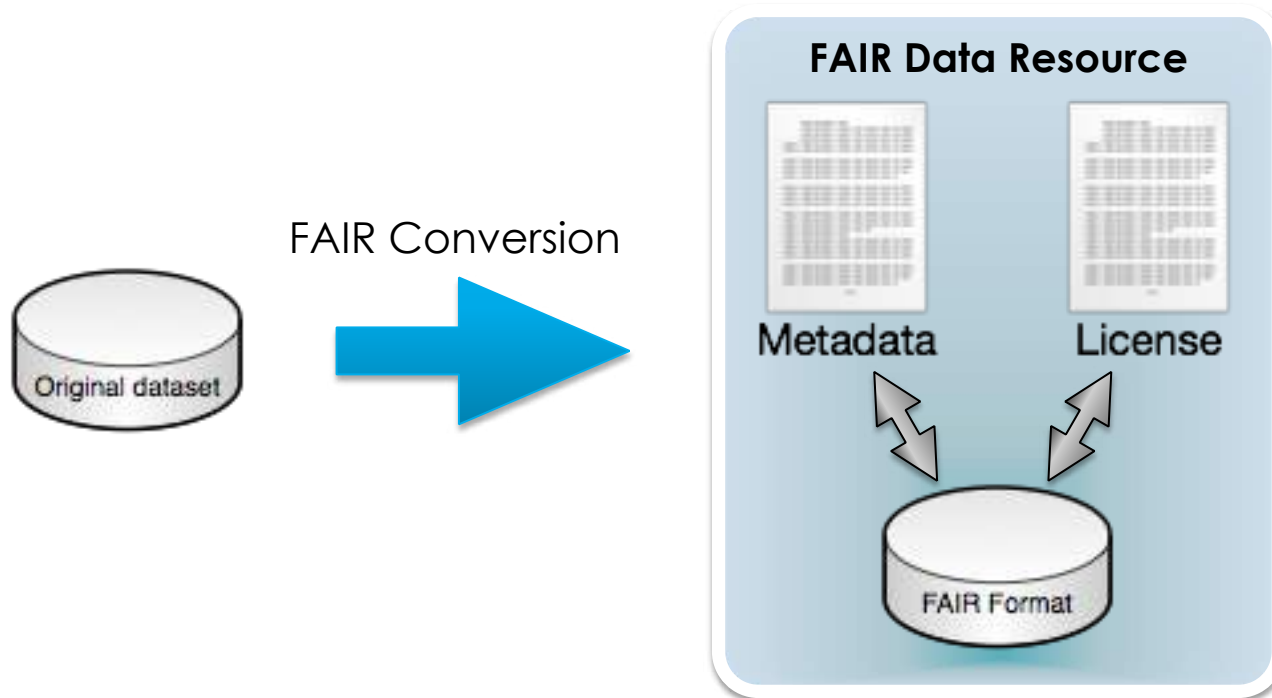 FAIR Data Resource
FAIR Conversion
Original dataset
Metadata
License
FAIR Format